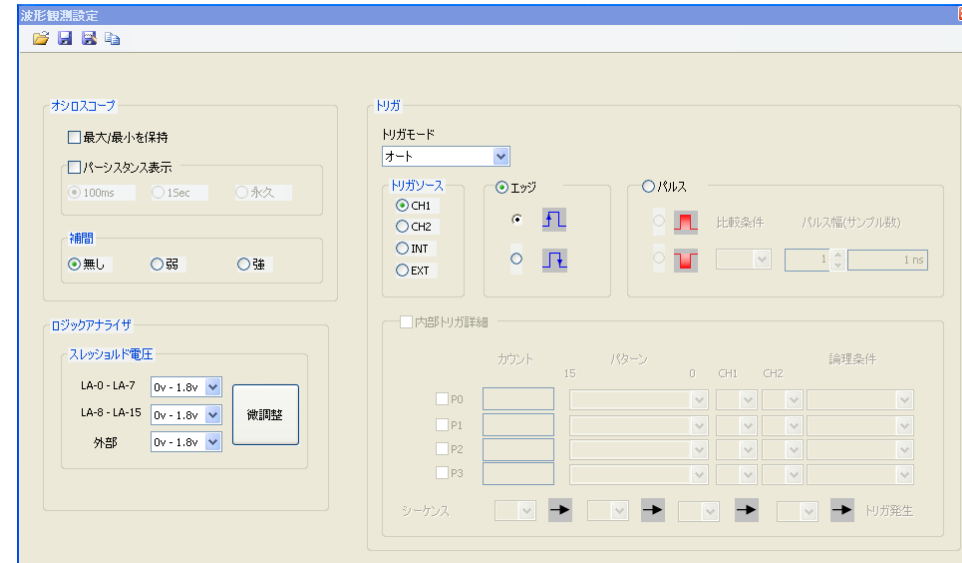 波形観測設定
オシロスコープ
最大/最小を保持
パーシスタンス表示
100ms 1Sec 永久
補間
無し 弱 強
ロジックアナライザ
スレッショルド電圧
LA-0 - LA-7 0v - 1.8v
LA-8 - LA-15 0v - 1.8v
外部 0v - 1.8v
微調整
トリガ
トリガモード
オート
トリガソース
CH1
CH2
INT
EXT
エッジ
パルス
比較条件 パルス幅(サンプル数)
1 1 ns
内部トリガ詳細
カウント パターン 論理条件
15 0 CH1 CH2
P0
P1
P2
P3
シーケンス トリガ発生